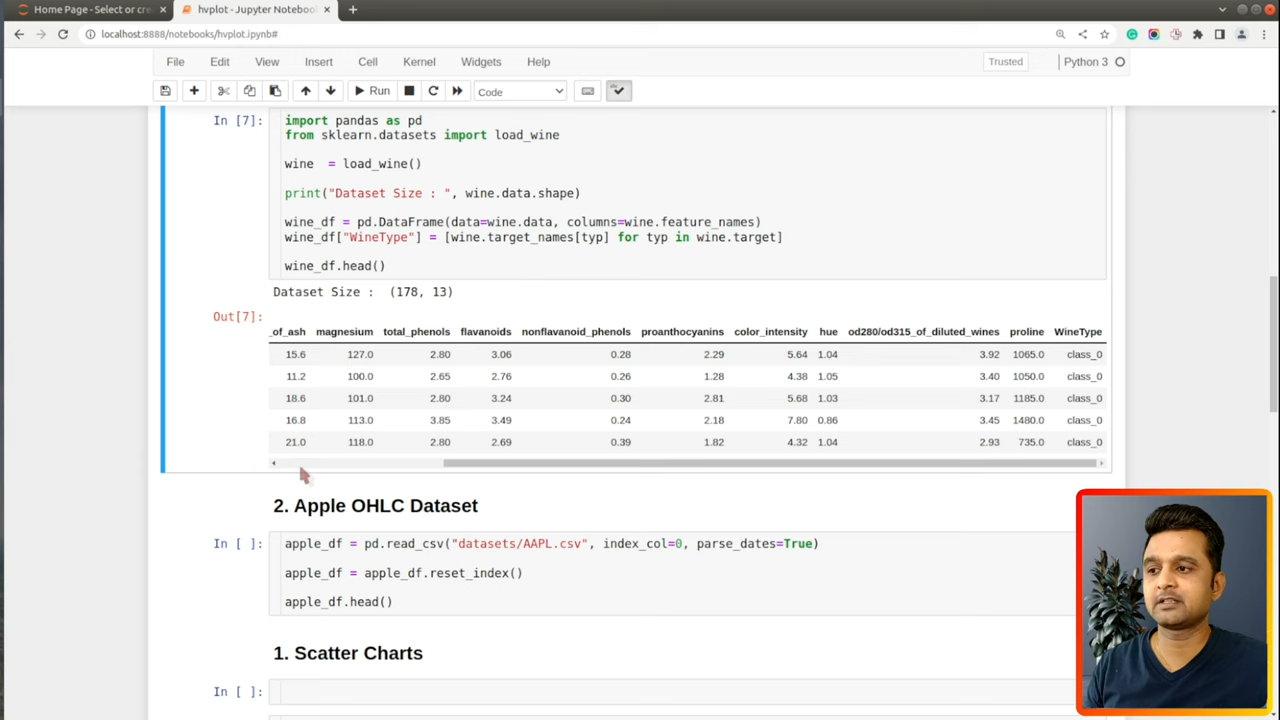 Home Page - Select or cre
hvplot - Jupyter Notebook
localhost:8888/notebooks/hvplot.ipynb#
File Edit View Insert Cell Kernel Widgets Help
Trusted Python 3
Run Code
In [7]:
import pandas as pd
from sklearn.datasets import load_wine
wine  = load_wine()
print("Dataset Size : ", wine.data.shape)
wine_df = pd.DataFrame(data=wine.data, columns=wine.feature_names)
wine_df["WineType"] = [wine.target_names[typ] for typ in wine.target]
wine_df.head()
Dataset Size :  (178, 13)
Out[7]:
_of_ash magnesium total_phenols flavanoids nonflavanoid_phenols proanthocyanins color_intensity hue od280/od315_of_diluted_wines proline WineType
15.6 127.0 2.80 3.06 0.28 2.29 5.64 1.04 3.92 1065.0 class_0
11.2 100.0 2.65 2.76 0.26 1.28 4.38 1.05 3.40 1050.0 class_0
18.6 101.0 2.80 3.24 0.30 2.81 5.68 1.03 3.17 1185.0 class_0
16.8 113.0 3.85 3.49 0.24 2.18 7.80 0.86 3.45 1480.0 class_0
21.0 118.0 2.80 2.69 0.39 1.82 4.32 1.04 2.93 735.0 class_0
2. Apple OHLC Dataset
In [ ]:
apple_df = pd.read_csv("datasets/AAPL.csv", index_col=0, parse_dates=True)
apple_df = apple_df.reset_index()
apple_df.head()
1. Scatter Charts
In [ ]: